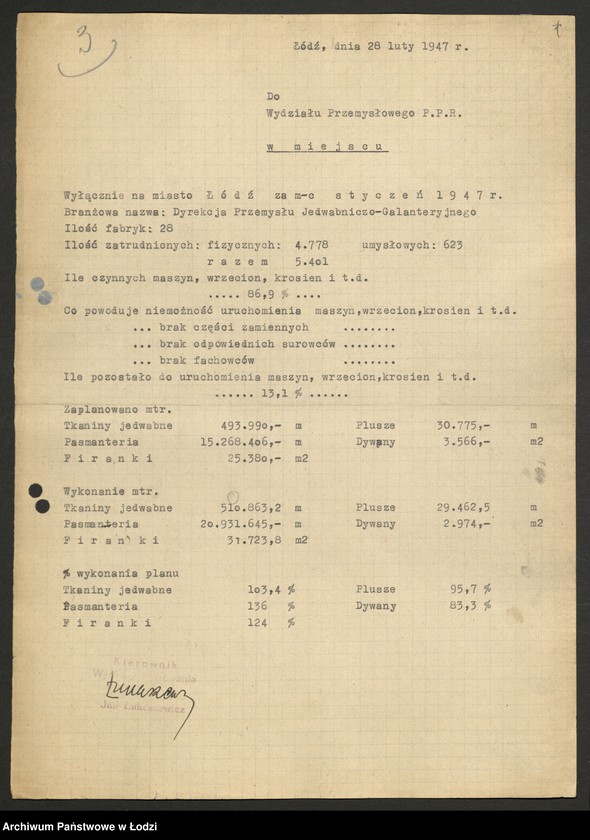 3
Łódź, dnia 28 luty 1947 r.
Do
Wydziału Przemysłowego P.P.R.
w miejscu
Wyłącznie na miasto Łódź za m-c styczeń 1947 r.
Branżowa nazwa: Dyrekcja Przemysłu Jedwabniczo-Galanteryjnego
Ilość fabryk: 28
Ilość zatrudnionych: fizycznych: 4.778 umysłowych: 623
razem 5.4o1
Ile czynnych maszyn, wrzecion, krosien i t.d.
..... 86,9 % ....
Co powoduje niemożność uruchomienia maszyn,wrzecion,krosien i t.d.
... brak części zamiennych ........
... brak odpowiednich surowców ........
... brak fachowców ........
Ile pozostało do uruchomienia maszyn, wrzecion,krosien i t.d.
...... 13,1 % ......
Zaplanowano mtr.
Tkaniny jedwabne 493.99o,- m Plusze 30.775,- m
Pasmanteria 15.268.4o6,- m Dywany 3.566,- m2
Firanki 25.38o,- m2
Wykonanie mtr.
Tkaniny jedwabne 51o.863,2 m Plusze 29.462,5 m
Pasmanteria 2o.931.645,- m Dywany 2.974,- m2
Firanki 31.723,8 m2
% wykonania planu
Tkaniny jedwabne 1o3,4 % Plusze 95,7 %
Pasmanteria 136 % Dywany 83,3 %
Firanki 124 %
Kierownik
Jan
Archiwum Państwowe w Łodzi